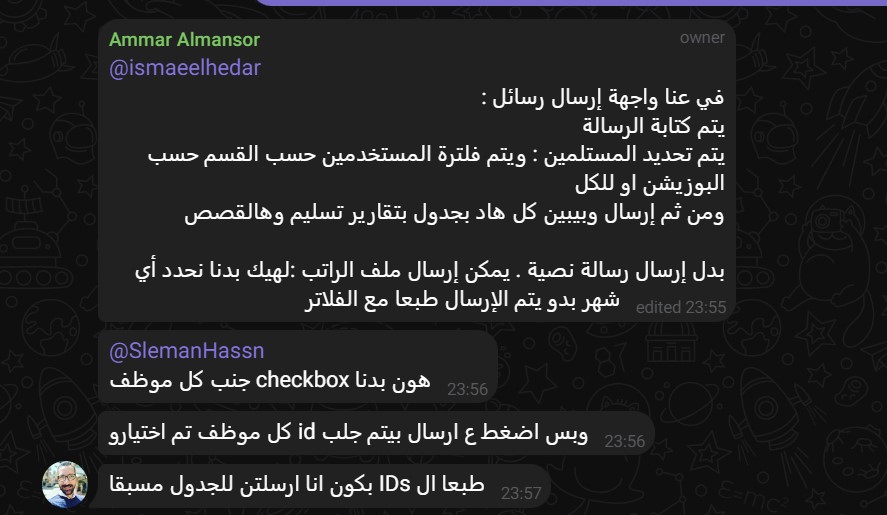 Ammar Almansor owner
@ismaeelhedar
في عنا واجهة إرسال رسائل :
يتم كتابة الرسالة
يتم تحديد المستلمين : ويتم فلترة المستخدمين حسب القسم حسب
البوزيشن او للكل
ومن ثم إرسال وبيبين كل هاد بجدول بتقارير تسليم وهالقصص
بدل إرسال رسالة نصية . يمكن إرسال ملف الراتب :لهيك بدنا نحدد أي
شهر بدو يتم الإرسال طبعا مع الفلاتر
edited 23:55
@SlemanHassn
هون بدنا checkbox جنب كل موظف 23:56
وبس اضغط ع ارسال بيتم جلب id كل موظف تم اختيارو 23:56
طبعا ال IDs بكون انا ارسلتن للجدول مسبقا 23:57